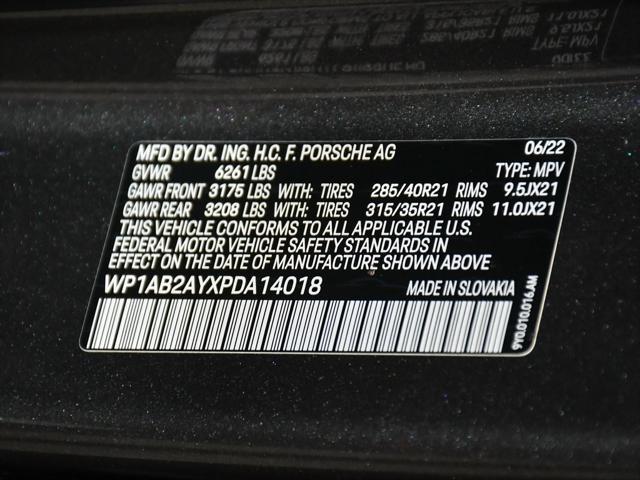 MFD BY DR. ING. H.C. F. PORSCHE AG 06/22
GVWR 6261 LBS TYPE: MPV
GAWR FRONT 3175 LBS WITH: TIRES 285/40R21 RIMS 9.5JX21
GAWR REAR 3208 LBS WITH: TIRES 315/35R21 RIMS 11.0JX21
THIS VEHICLE CONFORMS TO ALL APPLICABLE U.S.
FEDERAL MOTOR VEHICLE SAFETY STANDARDS IN
EFFECT ON THE DATE OF MANUFACTURE SHOWN ABOVE
WP1AB2AYXPDA14018 MADE IN SLOVAKIA
9Y0.010.016.AM